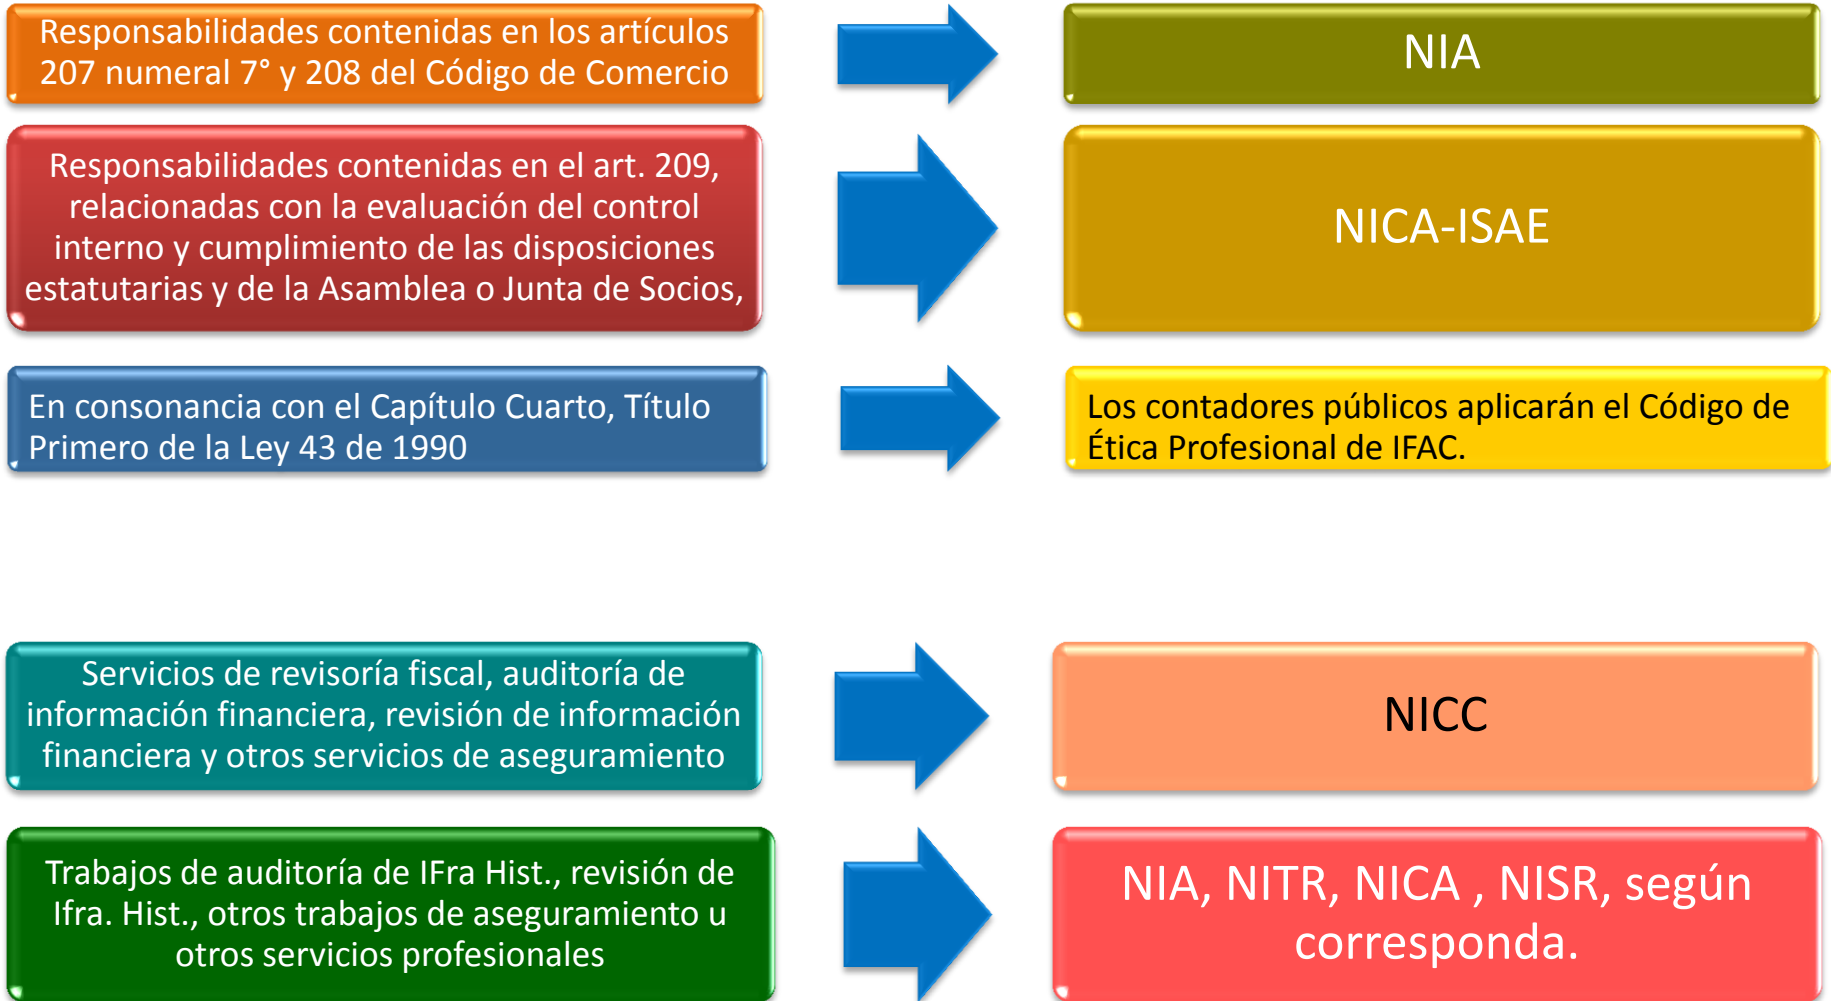 Responsabilidades contenidas en los artículos
207 numeral 7° y 208 del Código de Comercio
NIA
Responsabilidades contenidas en el art. 209,
relacionadas con la evaluación del control
interno y cumplimiento de las disposiciones
estatutarias y de la Asamblea o Junta de Socios,
NICA-ISAE
En consonancia con el Capítulo Cuarto, Título
Primero de la Ley 43 de 1990
Los contadores públicos aplicarán el Código de
Ética Profesional de IFAC.
Servicios de revisoría fiscal, auditoría de
información financiera, revisión de información
financiera y otros servicios de aseguramiento
NICC
Trabajos de auditoría de IFra Hist., revisión de
Ifra. Hist., otros trabajos de aseguramiento u
otros servicios profesionales
NIA, NITR, NICA , NISR, según
corresponda.